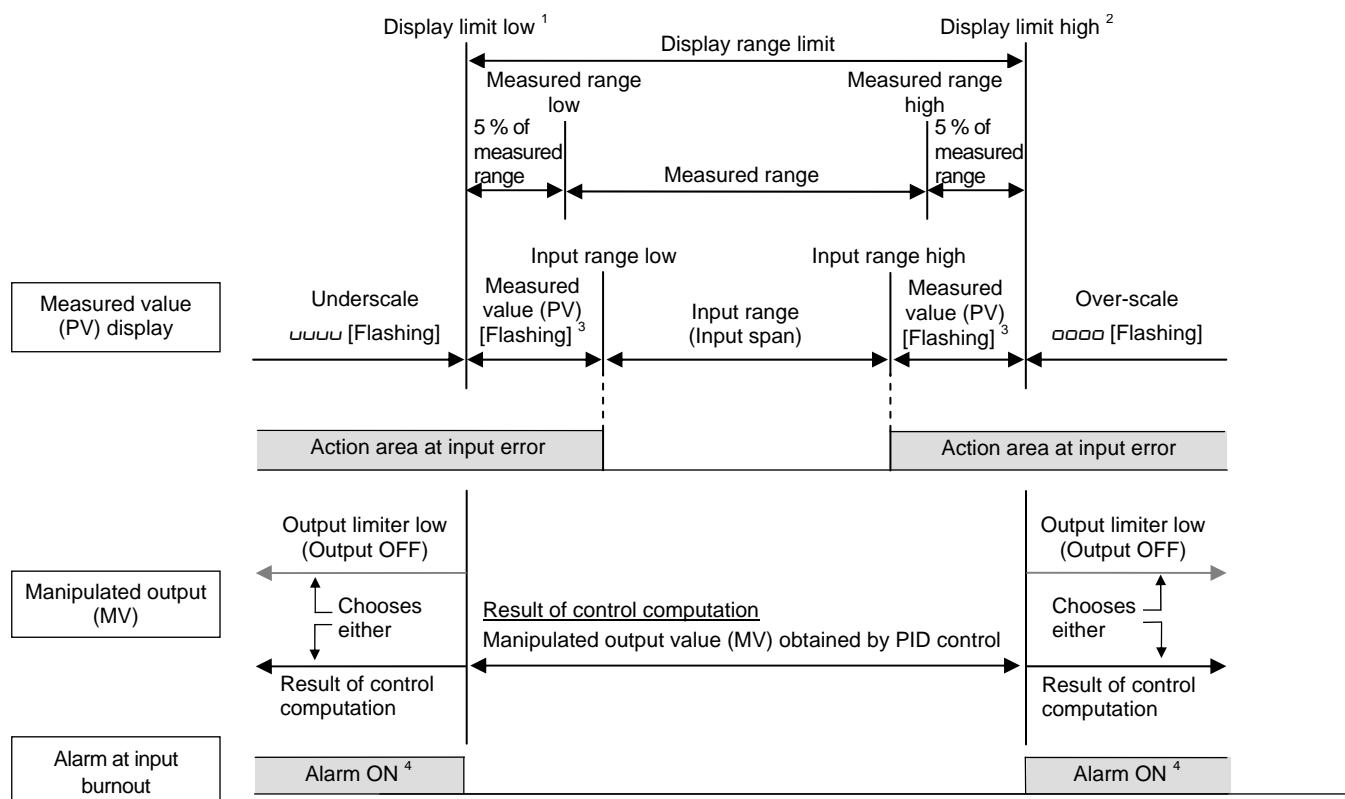 Display limit low 1
Display limit high 2
Display range limit
Measured range
low
Measured range
high
5 % of
measured
range
5 % of
measured
range
Measured range
Input range low
Input range high
Measured value
(PV) display
Underscale
[Flashing]
Measured
value (PV)
[Flashing] 3
Input range
(Input span)
Measured
value (PV)
[Flashing] 3
Over-scale
[Flashing]
Action area at input error
Action area at input error
Manipulated output
(MV)
Output limiter low
(Output OFF)
Chooses
either
Result of control
computation
Result of control computation
Manipulated output value (MV) obtained by PID control
Output limiter low
(Output OFF)
Chooses
either
Result of control
computation
Alarm at input
burnout
Alarm ON 4
Alarm ON 4